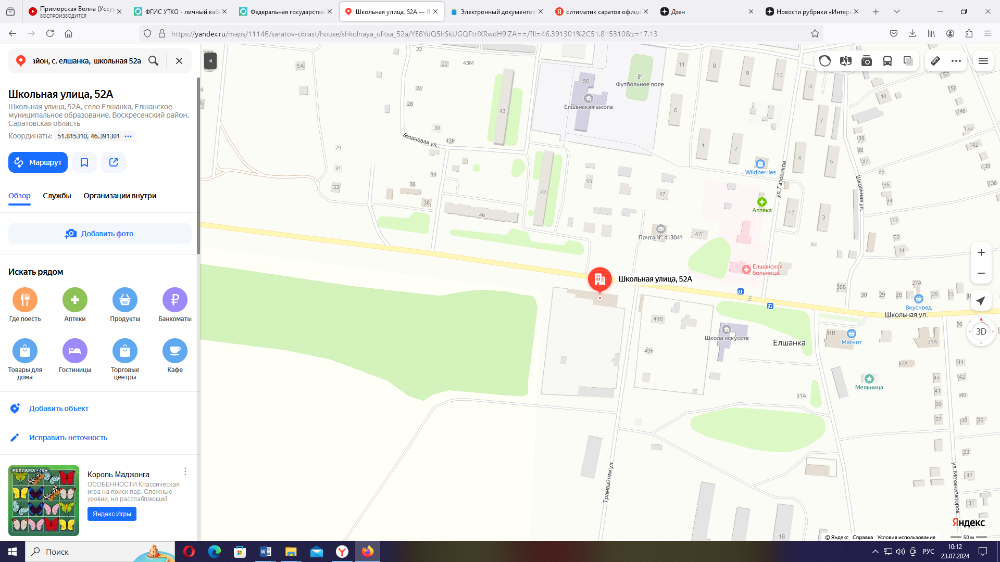 Приморская Волна (Уссур
ВОСПРОИЗВОДИТСЯ
ФГИС УТКО - личный каб
Федеральная государстве
Школьная улица, 52А — Я
Электронный документоо
ситиматик саратов офиц
Дзен
Новости рубрики «Интере
https://yandex.ru/maps/11146/saratov-oblast/house/shkolnaya_ulitsa_52a/YE8YdQ5hSkUGQFtrfXRwdH9iZA==/?ll=46.391301%2C51.815310&z=17.13
айон, с. елшанка, школьная 52а
Школьная улица, 52А
Школьная улица, 52А, село Елшанка, Елшанское
муниципальное образование, Воскресенский район,
Саратовская область
Координаты: 51.815310, 46.391301
Маршрут
Обзор
Службы
Организации внутри
Добавить фото
Искать рядом
Где поесть
Аптеки
Продукты
Банкоматы
Товары для
дома
Гостиницы
Торговые
центры
Кафе
Добавить объект
Исправить неточность
РЕКЛАМА • 16+
Король Маджонга
ОСОБЕННОСТИ Классическая
игра на поиск пар. Сложные
уровни, но расслабляющий
Яндекс Игры
22
5А
20
43М
24
28
43
30
Вишнёвая ул.
43Н
29
31
33
34
36
38
46
42
50
Елшанская школа
Футбольное поле
11
8
9
10
14
6
7
1
2
4
5
Wildberries
ул. Газовиков
55
47
Аптека
12
3
Почта № 413041
47Г
Елшанская
больница
Школьная улица, 52А
40
152
150
146
144
142
138
136
39
38
37
36
35
34
33
32
31
Школьная ул.
30Б
30
29
28
27А
25
23
Вкусноед
Школьная ул.
26
31В
Магнит
31А
3D
49В
49Б
Школа искусств
Елшанка
37А
44
43
42
41
40
39
38
37
36
Мельница
51А
33
32
31
ул. Механизаторов
Трамвайная ул.
1В
Яндекс
© Яндекс Справка Условия использования
50 м
Поиск
РУС
10:12
23.07.2024